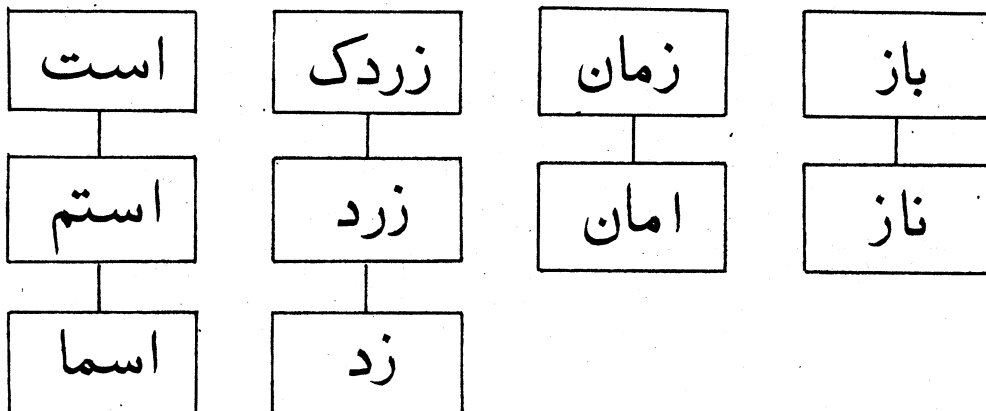 باز زمان زردک است
ناز امان زرد استم
زد اسما